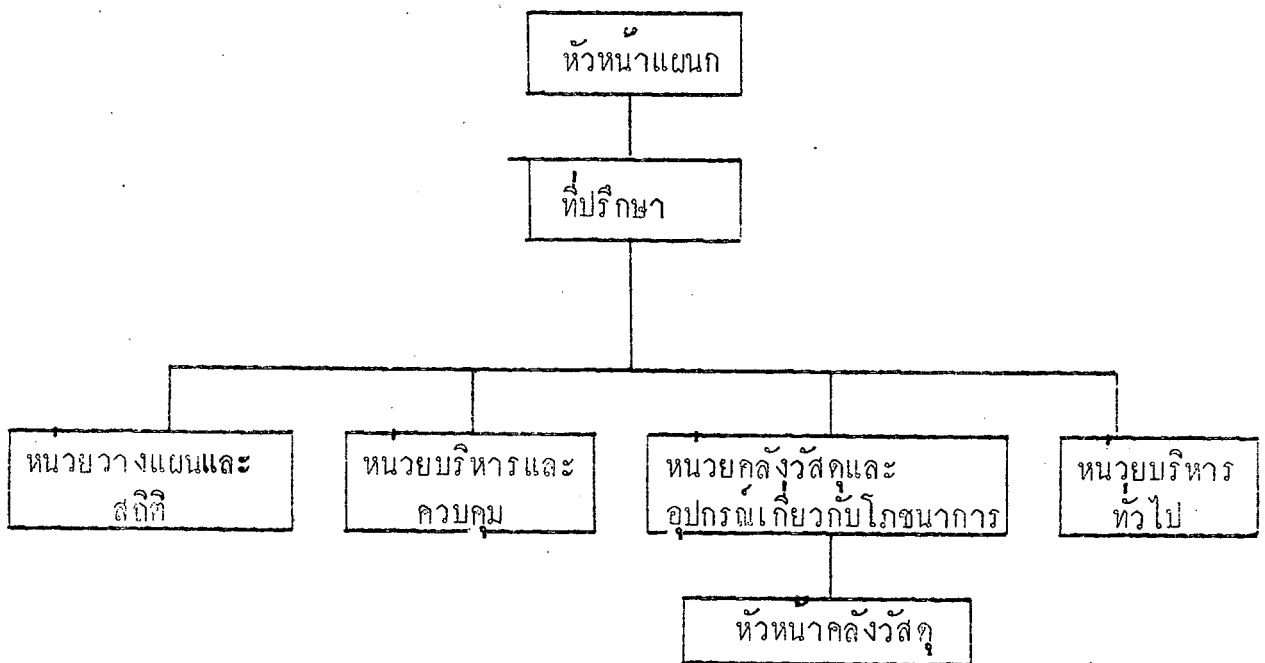 หัวหน้าแผนก
ที่ปรึกษา
หน่วยวางแผนและ
สถิติ
หน่วยบริหารและ
ควบคุม
หน่วยคลังวัสดุและ
อุปกรณ์เกี่ยวกับโภชนาการ
หน่วยบริหาร
ทั่วไป
หัวหน้าคลังวัสดุ